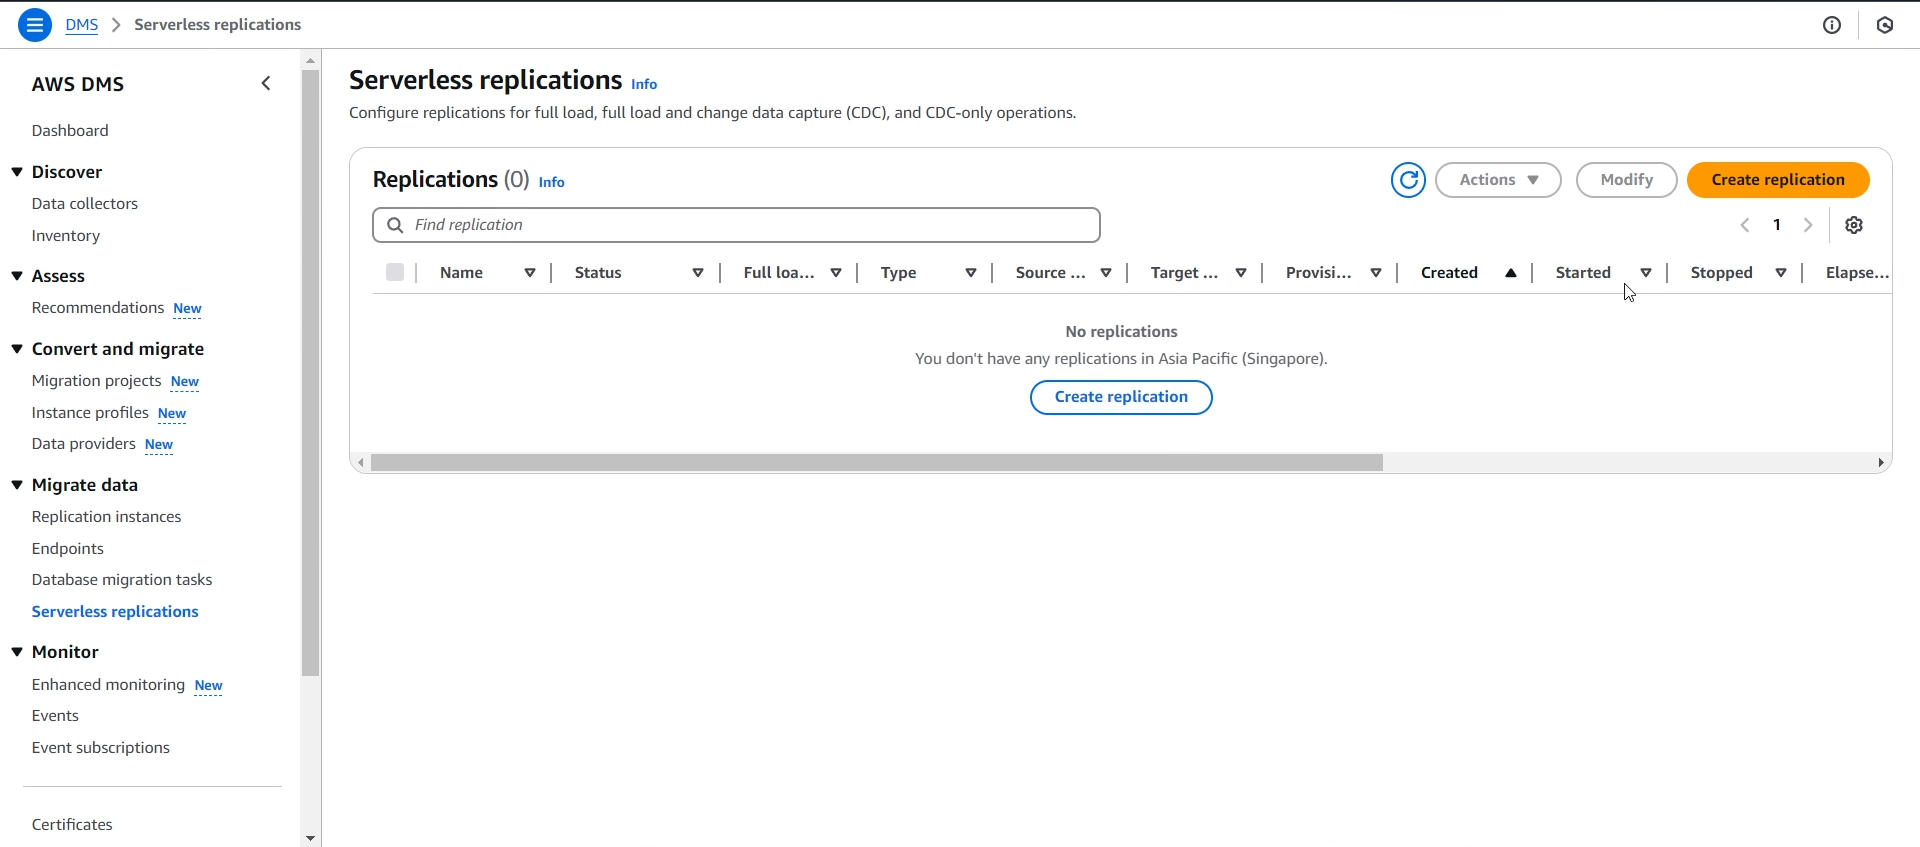 DMS > Serverless replications
AWS DMS
Dashboard
Discover
Data collectors
Inventory
Assess
Recommendations New
Convert and migrate
Migration projects New
Instance profiles New
Data providers New
Migrate data
Replication instances
Endpoints
Database migration tasks
Serverless replications
Monitor
Enhanced monitoring New
Events
Event subscriptions
Certificates
Serverless replications Info
Configure replications for full load, full load and change data capture (CDC), and CDC-only operations.
Replications (0) Info
Actions Modify Create replication
Find replication
1
Name Status Full loa... Type Source ... Target ... Provisi... Created Started Stopped Elapse...
No replications
You don't have any replications in Asia Pacific (Singapore).
Create replication